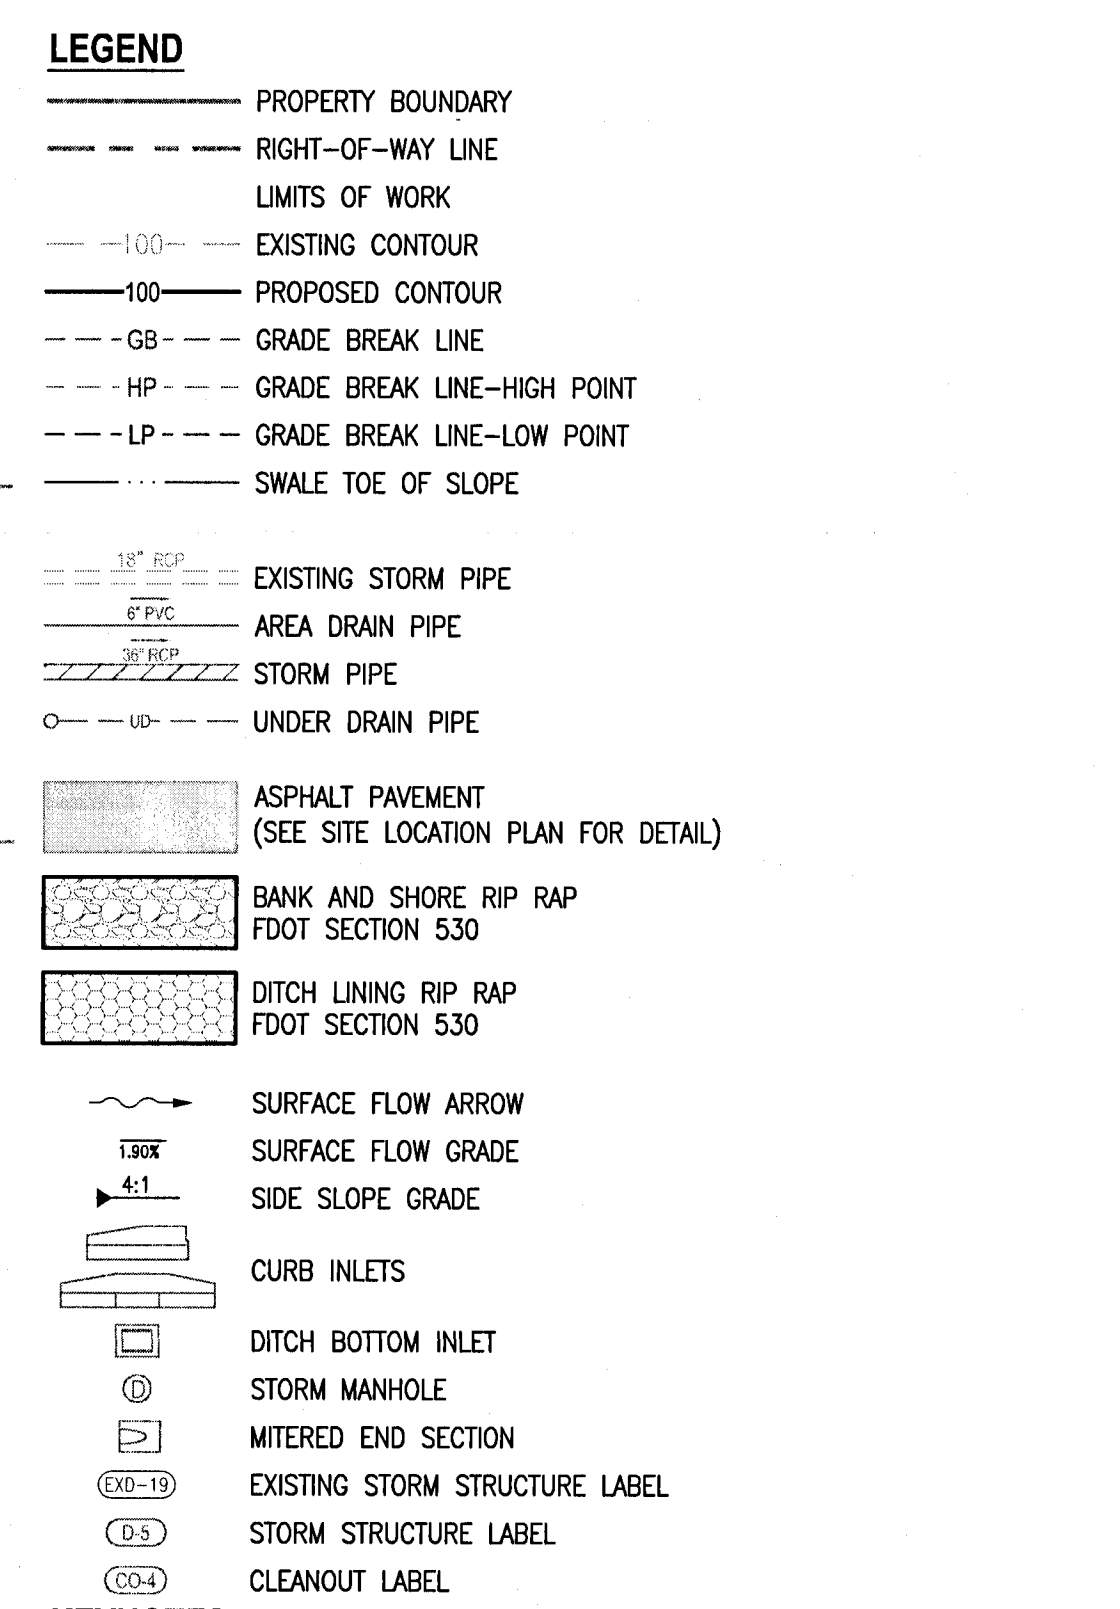 LEGEND
PROPERTY BOUNDARY
RIGHT-OF-WAY LINE
LIMITS OF WORK
100 EXISTING CONTOUR
100 PROPOSED CONTOUR
GB GRADE BREAK LINE
HP GRADE BREAK LINE-HIGH POINT
LP GRADE BREAK LINE-LOW POINT
SWALE TOE OF SLOPE
18" RCP EXISTING STORM PIPE
6" PVC AREA DRAIN PIPE
36" RCP STORM PIPE
UD UNDER DRAIN PIPE
ASPHALT PAVEMENT
(SEE SITE LOCATION PLAN FOR DETAIL)
BANK AND SHORE RIP RAP
FDOT SECTION 530
DITCH LINING RIP RAP
FDOT SECTION 530
SURFACE FLOW ARROW
1.90% SURFACE FLOW GRADE
4:1 SIDE SLOPE GRADE
CURB INLETS
DITCH BOTTOM INLET
D STORM MANHOLE
MITERED END SECTION
EXD-19 EXISTING STORM STRUCTURE LABEL
D-5 STORM STRUCTURE LABEL
CO-4 CLEANOUT LABEL